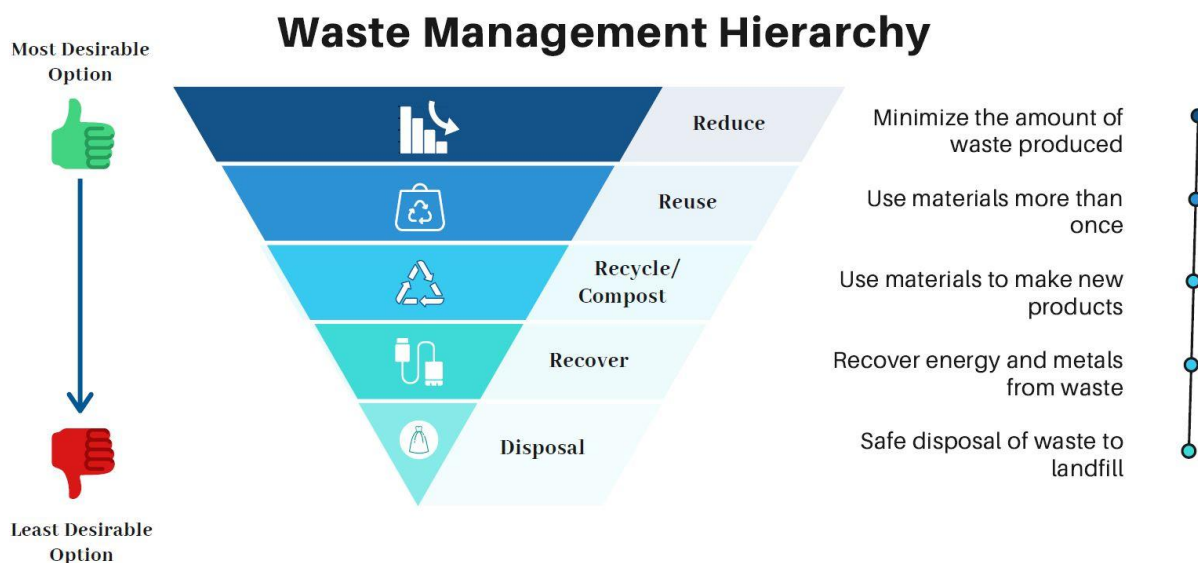 Waste Management Hierarchy
Most Desirable
Option
Reduce
Minimize the amount of
waste produced
Reuse
Use materials more than
once
Recycle/
Compost
Use materials to make new
products
Recover
Recover energy and metals
from waste
Disposal
Safe disposal of waste to
landfill
Least Desirable
Option